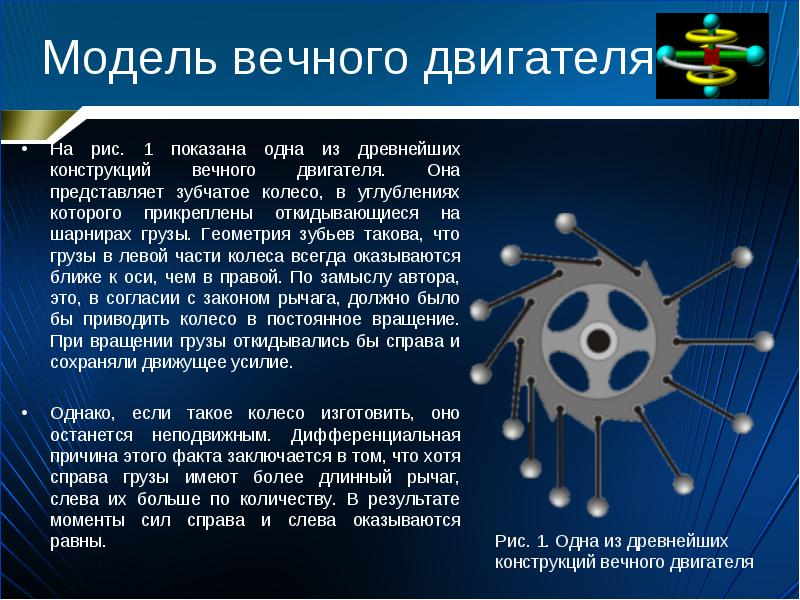 Модель вечного двигателя
• На рис. 1 показана одна из древнейших
конструкций вечного двигателя. Она
представляет зубчатое колесо, в углублениях
которого прикреплены откидывающиеся на
шарнирах грузы. Геометрия зубьев такова, что
грузы в левой части колеса всегда оказываются
ближе к оси, чем в правой. По замыслу автора,
это, в согласии с законом рычага, должно было
бы приводить колесо в постоянное вращение.
При вращении грузы откидывались бы справа и
сохраняли движущее усилие.
• Однако, если такое колесо изготовить, оно
останется неподвижным. Дифференциальная
причина этого факта заключается в том, что хотя
справа грузы имеют более длинный рычаг,
слева их больше по количеству. В результате
моменты сил справа и слева оказываются
равны.
Рис. 1. Одна из древнейших
конструкций вечного двигателя